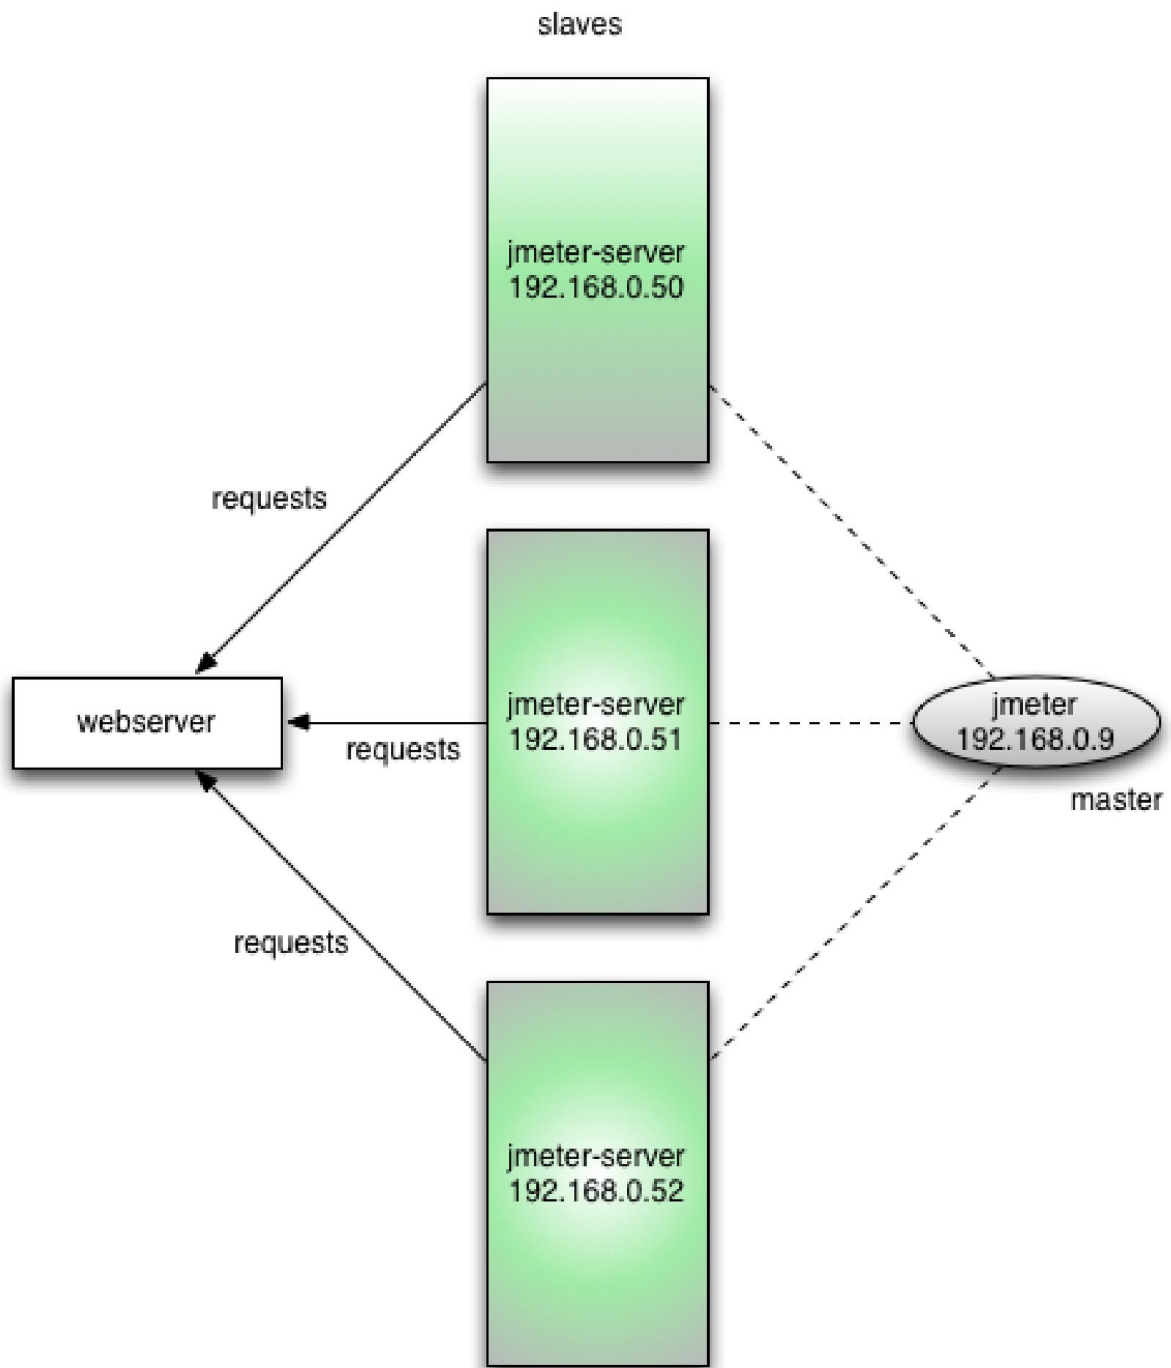 slaves
jmeter-server
192.168.0.50
requests
jmeter-server
192.168.0.51
webserver
requests
jmeter
192.168.0.9
master
requests
jmeter-server
192.168.0.52